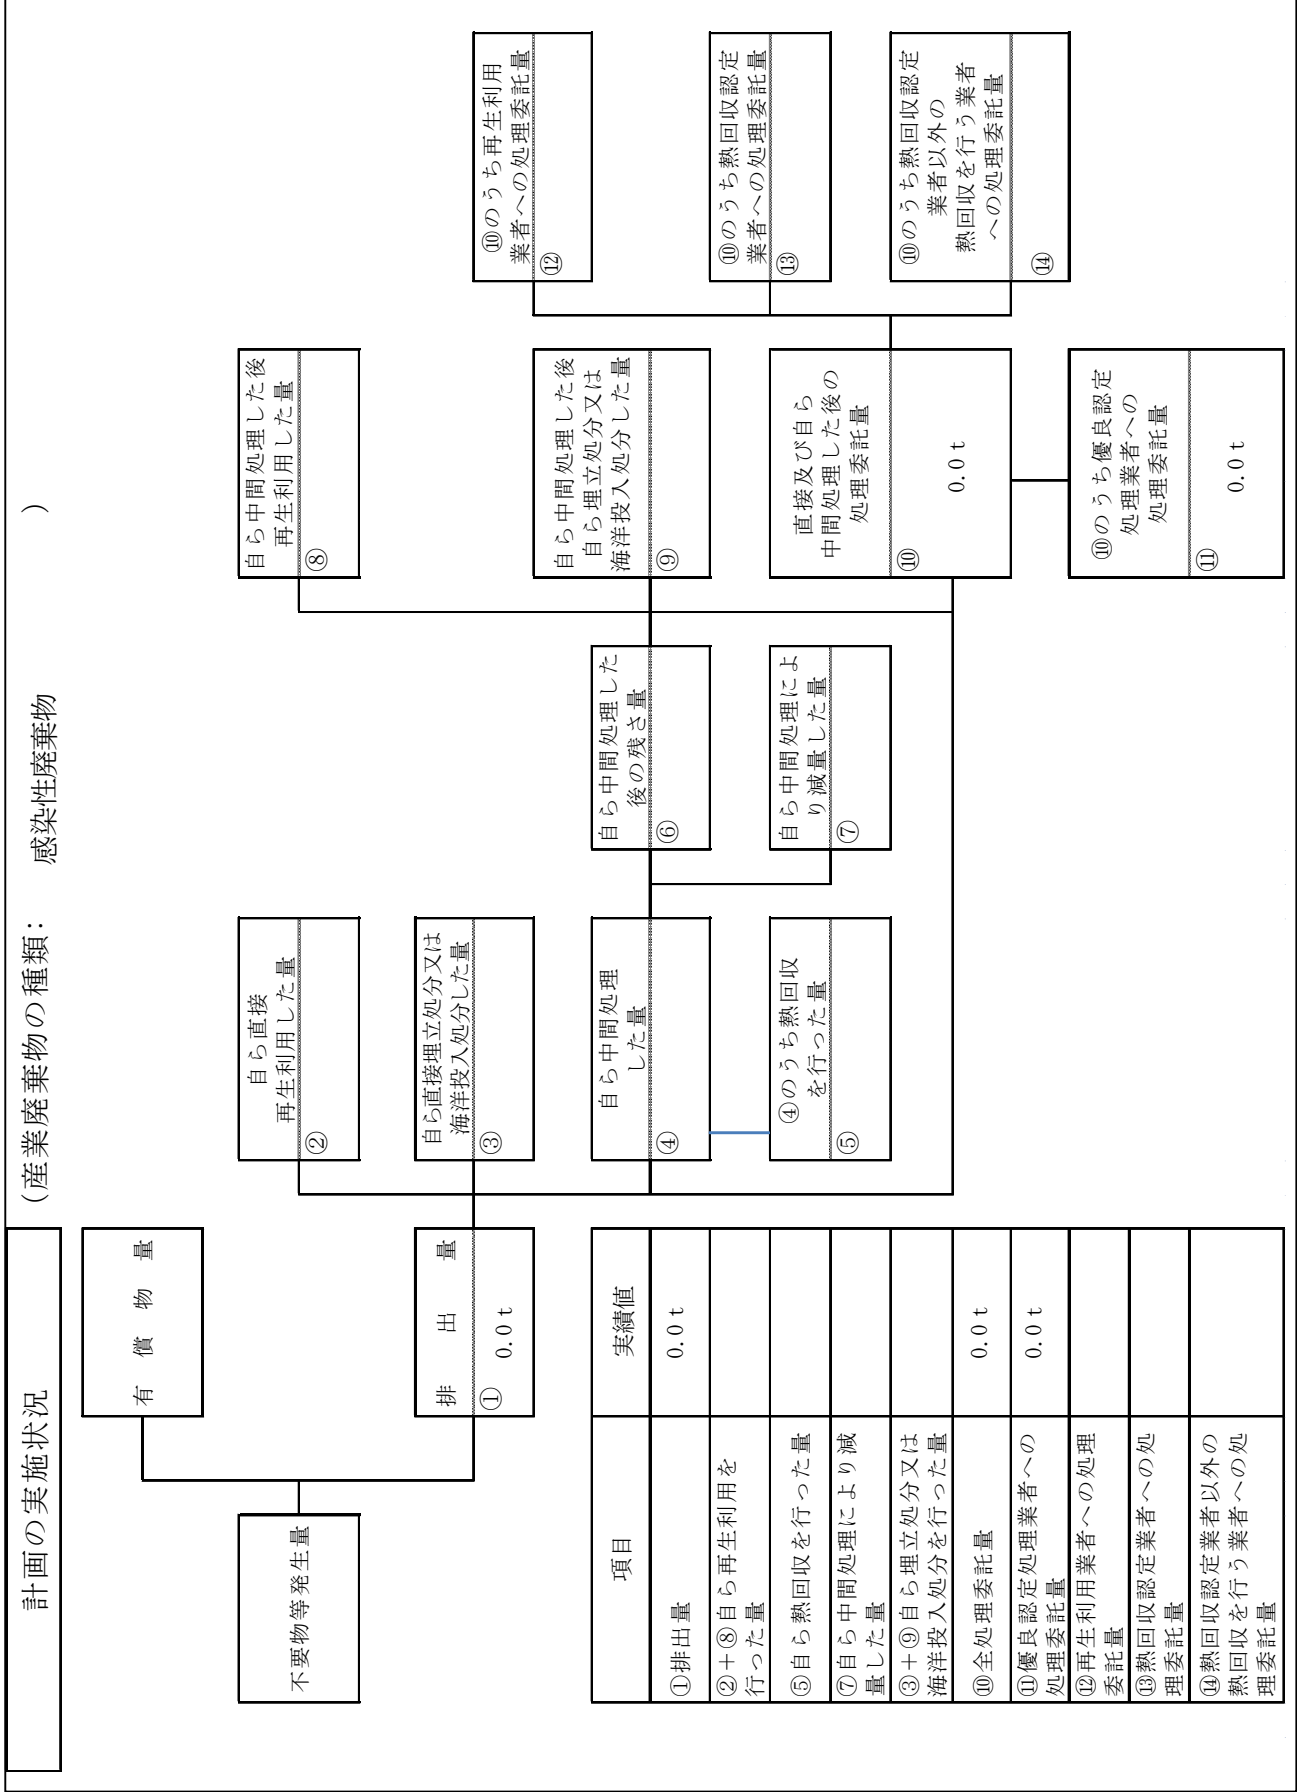 計画の実施状況
(産業廃棄物の種類: 感染性廃棄物 )
有償物量
不要物等発生量
排出量
① 0.0 t
自ら直接
再生利用した量
②
自ら直接埋立処分又は
海洋投入処分した量
③
自ら中間処理
した量
④
④のうち熱回収
を行った量
⑤
自ら中間処理した
後の残さ量
⑥
自ら中間処理によ
り減量した量
⑦
自ら中間処理した後
再生利用した量
⑧
自ら中間処理した後
自ら埋立処分又は
海洋投入処分した量
⑨
直接及び自ら
中間処理した後の
処理委託量
⑩
0.0 t
⑩のうち優良認定
処理業者への
処理委託量
⑪
0.0 t
⑩のうち再生利用
業者への処理委託量
⑫
⑩のうち熱回収認定
業者への処理委託量
⑬
⑩のうち熱回収認定
業者以外の
熱回収を行う業者
への処理委託量
⑭
項目 実績値
①排出量 0.0 t
②+⑧自ら再生利用を
行った量
⑤自ら熱回収を行った量
⑦自ら中間処理により減
量した量
③+⑨自ら埋立処分又は
海洋投入処分を行った量
⑩全処理委託量 0.0 t
⑪優良認定処理業者への
処理委託量 0.0 t
⑫再生利用業者への処理
委託量
⑬熱回収認定業者への処
理委託量
⑭熱回収認定業者以外の
熱回収を行う業者への処
理委託量